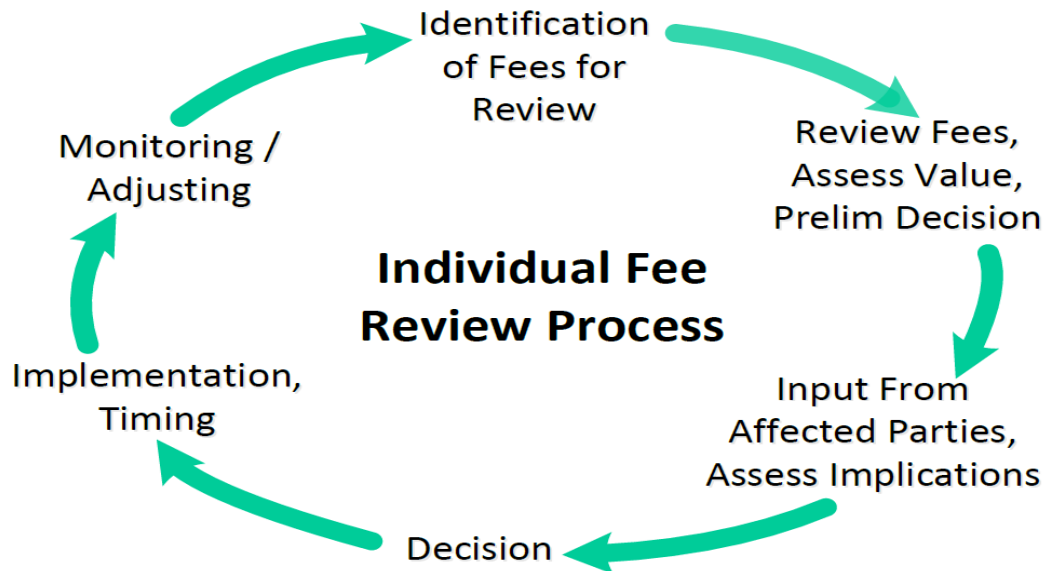 Identification
of Fees for
Review
Review Fees,
Assess Value,
Prelim Decision
Input From
Affected Parties,
Assess Implications
Decision
Implementation,
Timing
Monitoring /
Adjusting
Individual Fee
Review Process